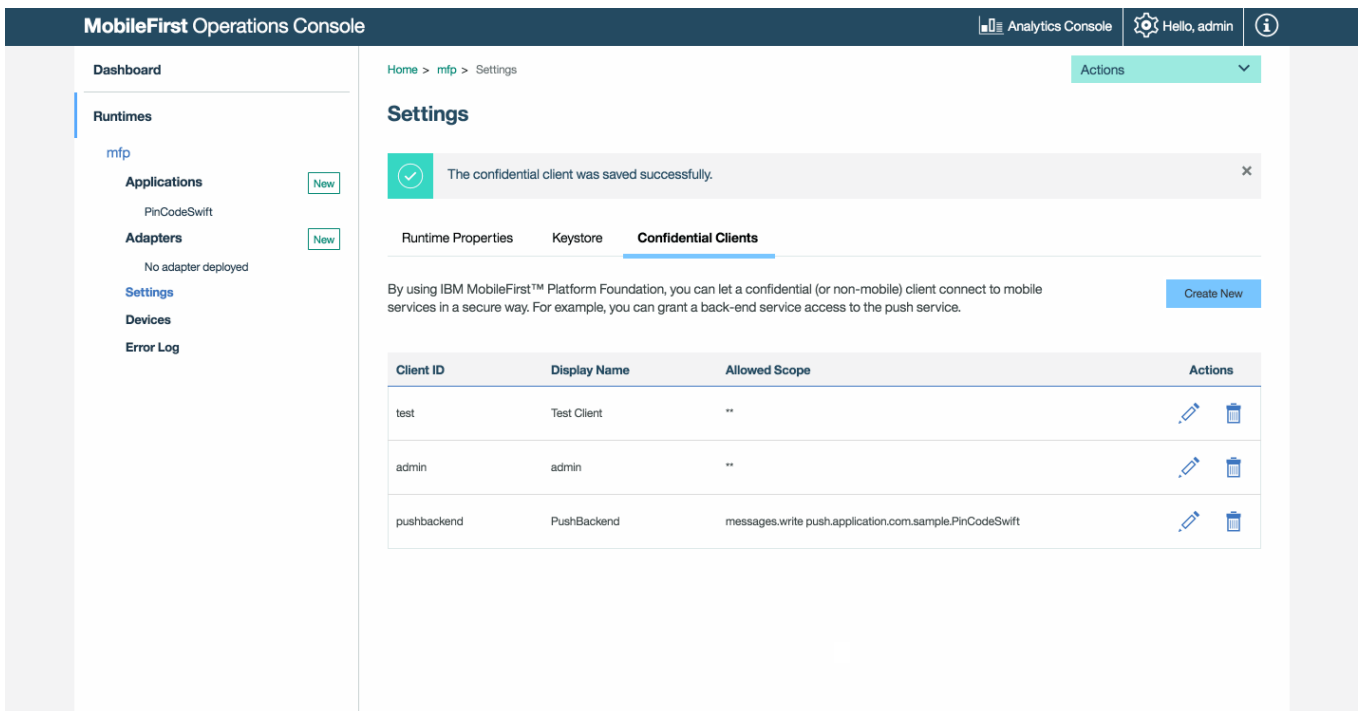 MobileFirst Operations Console
Analytics Console
Hello, admin
Dashboard
Runtimes
mfp
Applications New
PinCodeSwift
Adapters New
No adapter deployed
Settings
Devices
Error Log
Home > mfp > Settings
Actions
Settings
The confidential client was saved successfully.
Runtime Properties Keystore Confidential Clients
By using IBM MobileFirst™ Platform Foundation, you can let a confidential (or non-mobile) client connect to mobile
services in a secure way. For example, you can grant a back-end service access to the push service.
Create New
Client ID Display Name Allowed Scope Actions
test Test Client **
admin admin **
pushbackend PushBackend messages.write push.application.com.sample.PinCodeSwift